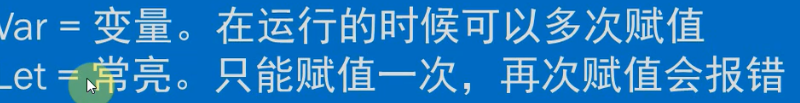 Var = 变量。在运行的时候可以多次赋值
Let = 常亮。只能赋值一次，再次赋值会报错